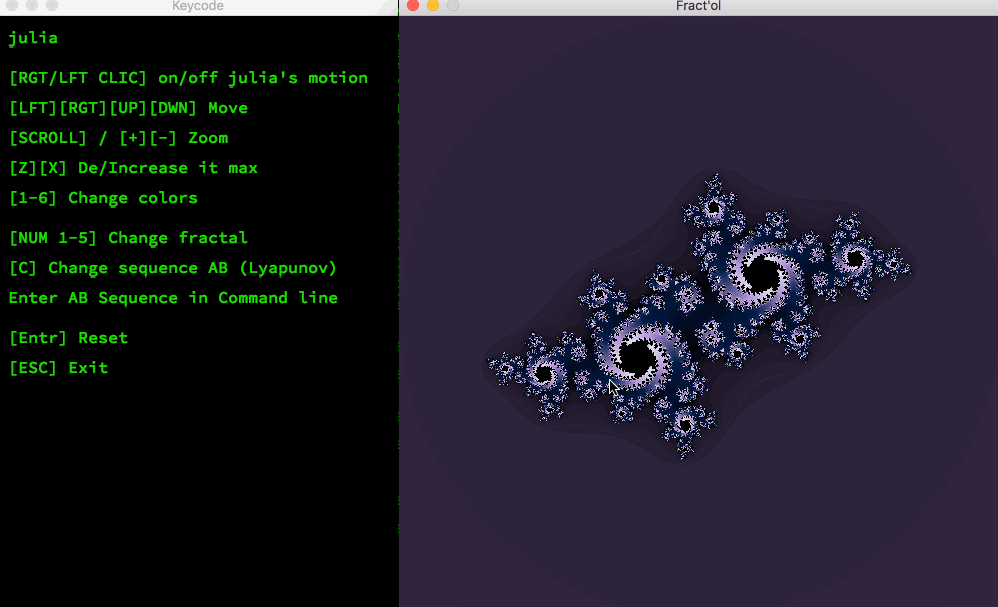 Keycode
Fract'ol
julia
[RGT/LFT CLIC] on/off julia's motion
[LFT][RGT][UP][DWN] Move
[SCROLL] / [+][-] Zoom
[Z][X] De/Increase it max
[1-6] Change colors
[NUM 1-5] Change fractal
[C] Change sequence AB (Lyapunov)
Enter AB Sequence in Command line
[Entr] Reset
[ESC] Exit